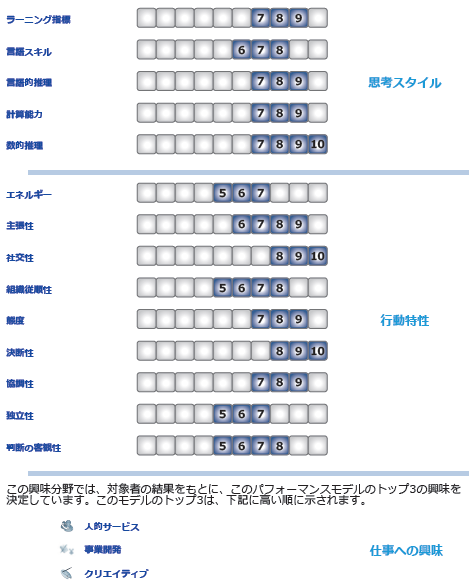 ラーニング指標 7 8 9
言語スキル 6 7 8
言語的推理 7 8 9
思考スタイル
計算能力 7 8 9
数的推理 7 8 9 10
エネルギー 5 6 7
主張性 6 7 8 9
社交性 8 9 10
組織従順性 5 6 7 8
態度 7 8 9
行動特性
決断性 8 9 10
協調性 7 8 9
独立性 5 6 7
判断の客観性 5 6 7 8
この興味分野では、対象者の結果をもとに、このパフォーマンスモデルのトップ3の興味を
決定しています。このモデルのトップ3は、下記に高い順に示されます。
人的サービス
事業開発
仕事への興味
クリエイティブ